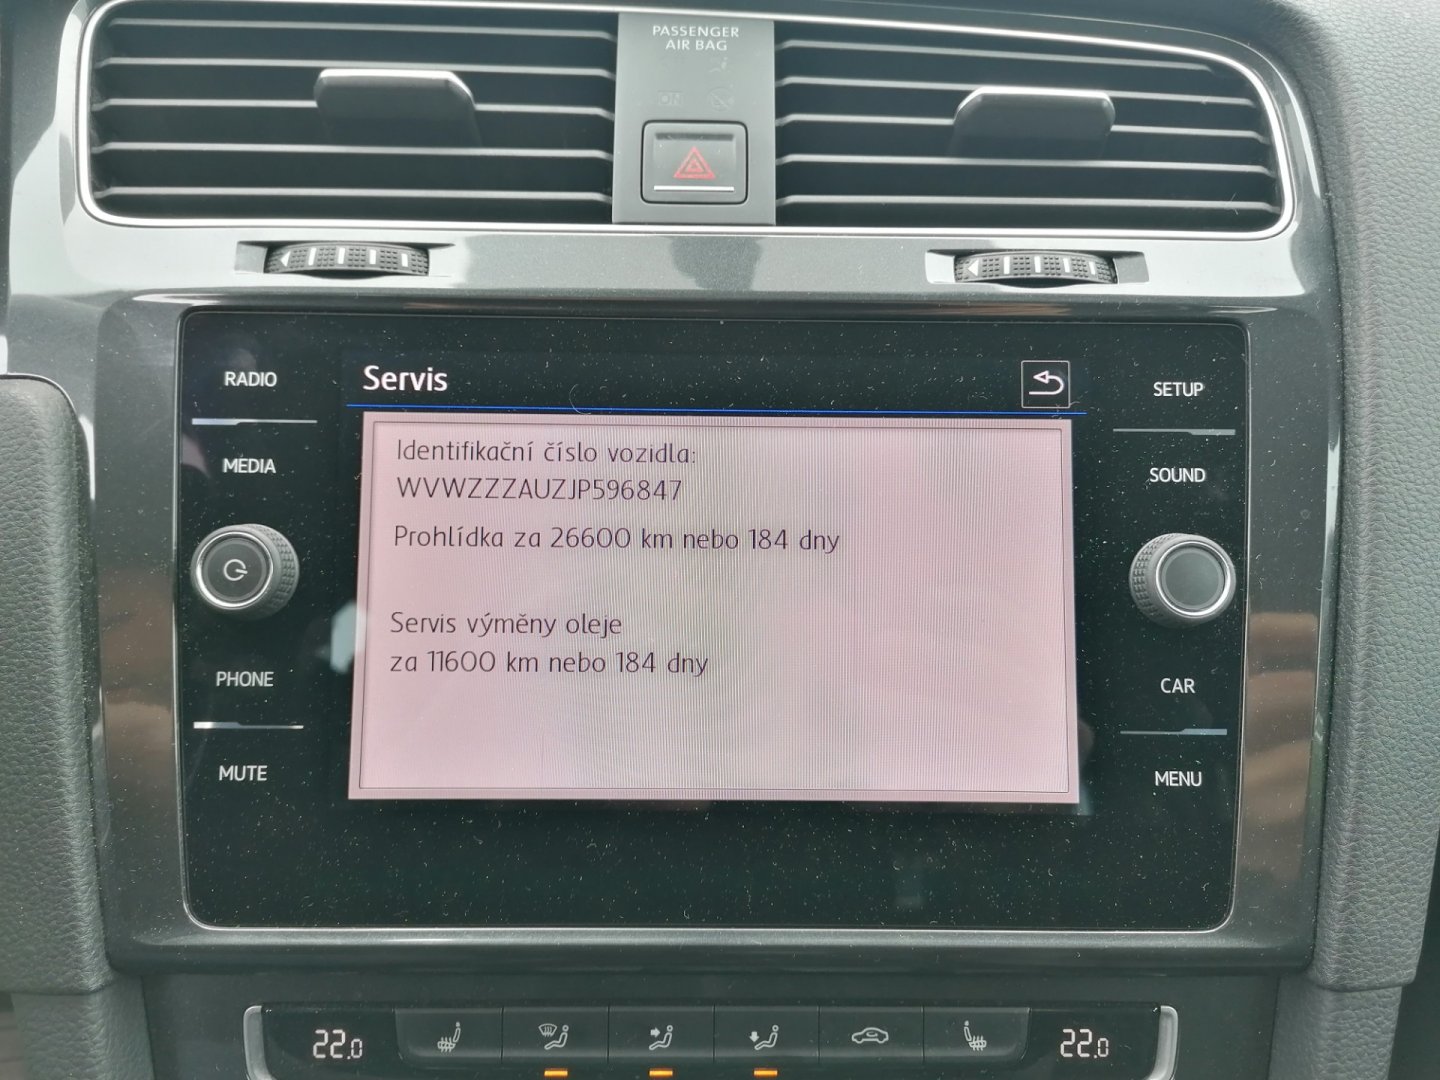 PASSENGER
AIR BAG
ON
RADIO
MEDIA
PHONE
MUTE
Servis
Identifikační číslo vozidla:
WVWZZZAUZJP596847
Prohlídka za 26600 km nebo 184 dny
Servis výměny oleje
za 11600 km nebo 184 dny
SETUP
SOUND
CAR
MENU
22.0
22.0